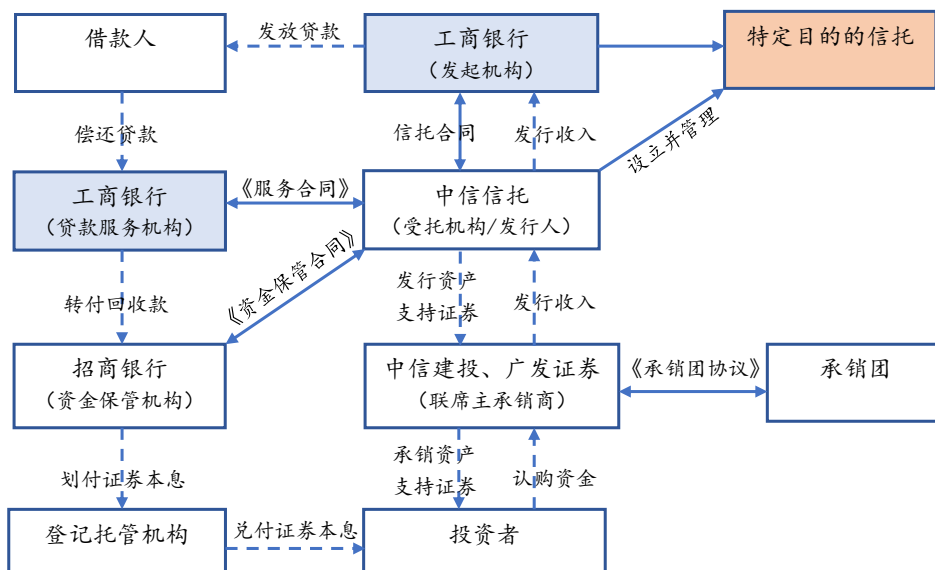 借款人
发放贷款
工商银行
（发起机构）
特定目的的信托
偿还贷款
信托合同
发行收入
设立并管理
工商银行
（贷款服务机构）
《服务合同》
中信信托
（受托机构/发行人）
转付回收款
《资金保管合同》
发行资产
支持证券
发行收入
招商银行
（资金保管机构）
中信建投、广发证券
（联席主承销商）
《承销团协议》
承销团
划付证券本息
承销资产
支持证券
认购资金
登记托管机构
兑付证券本息
投资者